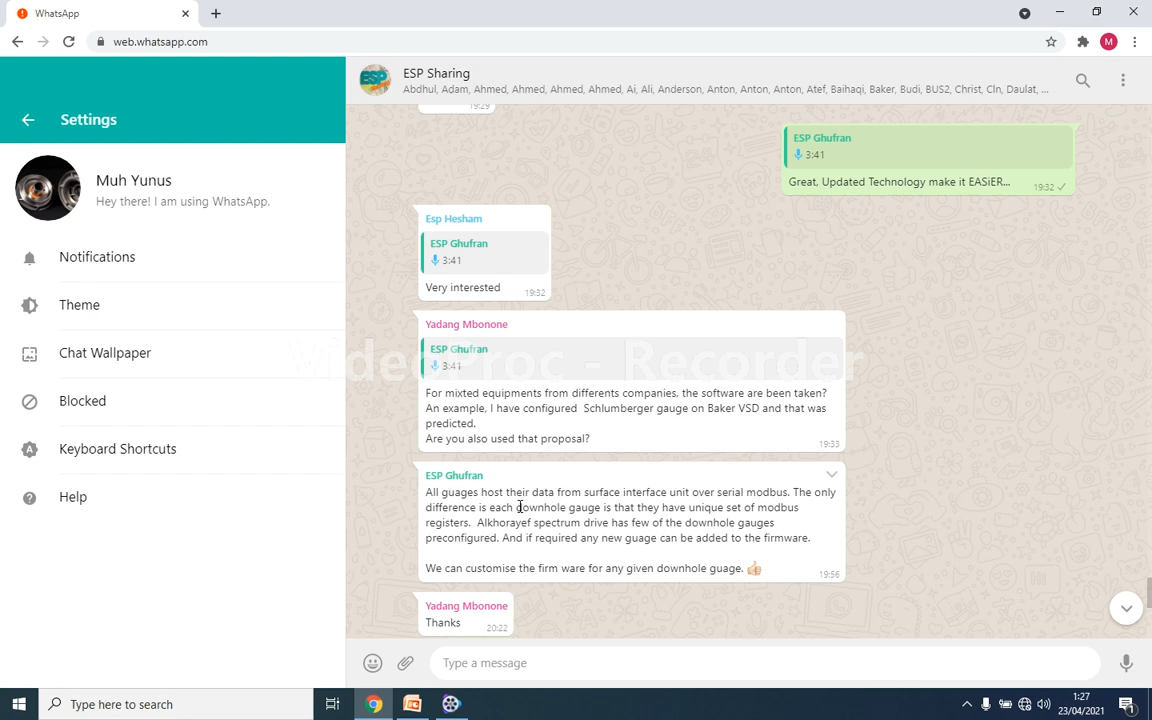 WhatsApp
web.whatsapp.com
M
Settings
Muh Yunus
Hey there! I am using WhatsApp.
Notifications
Theme
Chat Wallpaper
Blocked
Keyboard Shortcuts
Help
ESP
ESP Sharing
Abdhul, Adam, Ahmed, Ahmed, Ahmed, Ahmed, Ai, Ali, Anderson, Anton, Anton, Anton, Atef, Baihaqi, Baker, Budi, BUS2, Christ, Cln, Daulat, ...
19:29
ESP Ghufran
3:41
Great, Updated Technology make it EASiER...
19:32
Esp Hesham
ESP Ghufran
3:41
Very interested
19:32
Yadang Mbonone
ESP Ghufran
3:41
For mixted equipments from differents companies, the software are been taken?
An example, I have configured Schlumberger gauge on Baker VSD and that was
predicted.
Are you also used that proposal?
19:33
ESP Ghufran
All guages host their data from surface interface unit over serial modbus. The only
difference is each downhole gauge is that they have unique set of modbus
registers. Alkhorayef spectrum drive has few of the downhole gauges
preconfigured. And if required any new guage can be added to the firmware.
We can customise the firm ware for any given downhole guage.
19:56
Yadang Mbonone
Thanks
20:22
Type a message
VideoProc - Recorder
Type here to search
1:27
23/04/2021
1